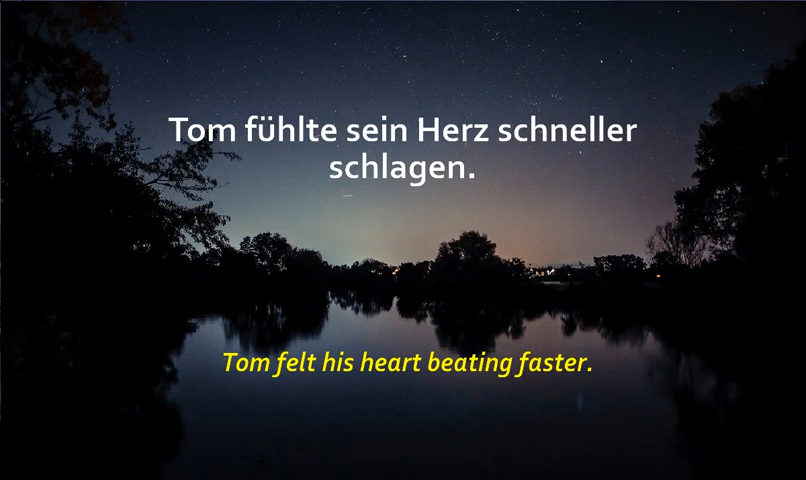 Tom fühlte sein Herz schneller
schlagen.
Tom felt his heart beating faster.